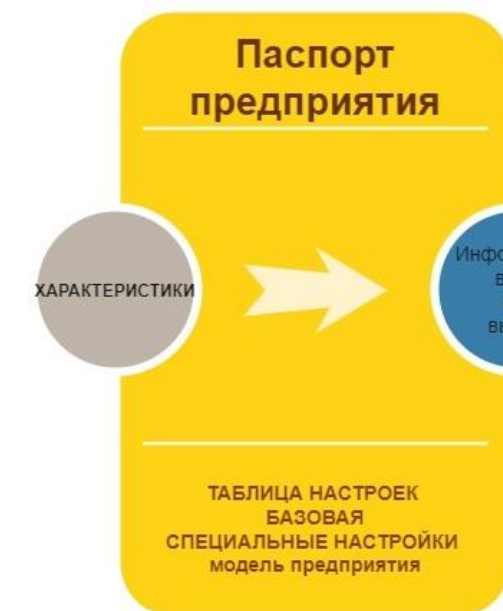 Паспорт
предприятия
ХАРАКТЕРИСТИКИ
ТАБЛИЦА НАСТРОЕК
БАЗОВАЯ
СПЕЦИАЛЬНЫЕ НАСТРОЙКИ
модель предприятия